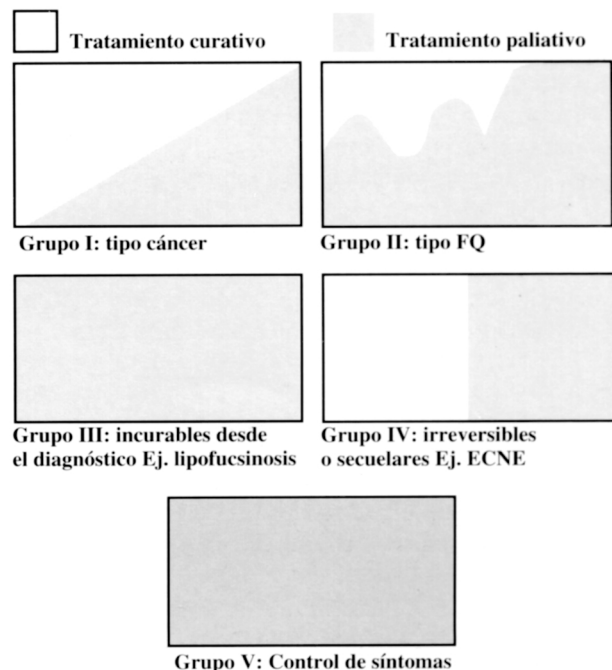 Tratamiento curativo
Tratamiento paliativo
Grupo I: tipo cáncer
Grupo II: tipo FQ
Grupo III: incurables desde
el diagnóstico Ej. lipofucsinosis
Grupo IV: irreversibles
o secuelares Ej. ECNE
Grupo V: Control de síntomas